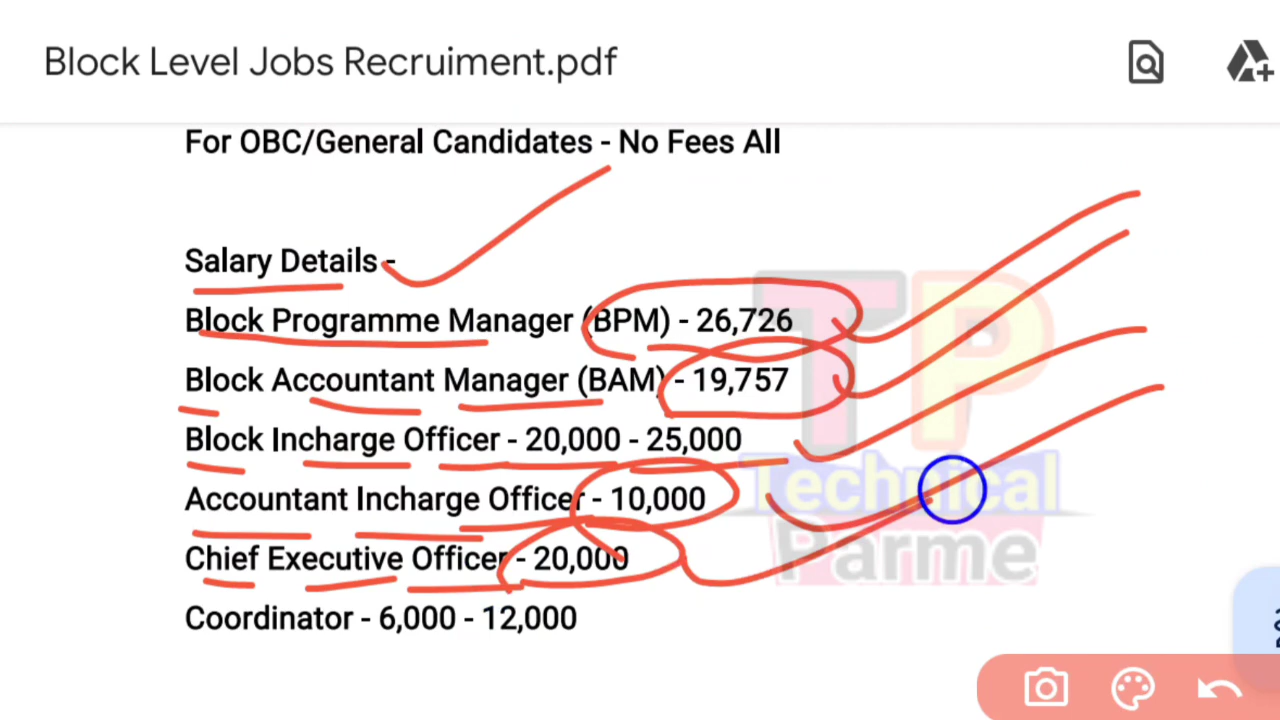 Block Level Jobs Recruiment.pdf
For OBC/General Candidates - No Fees All
Salary Details -
Block Programme Manager (BPM) - 26,726
Block Accountant Manager (BAM) - 19,757
Block Incharge Officer - 20,000 - 25,000
Accountant Incharge Officer - 10,000
Chief Executive Officer - 20,000
Coordinator - 6,000 - 12,000
TP
Technical
Parme